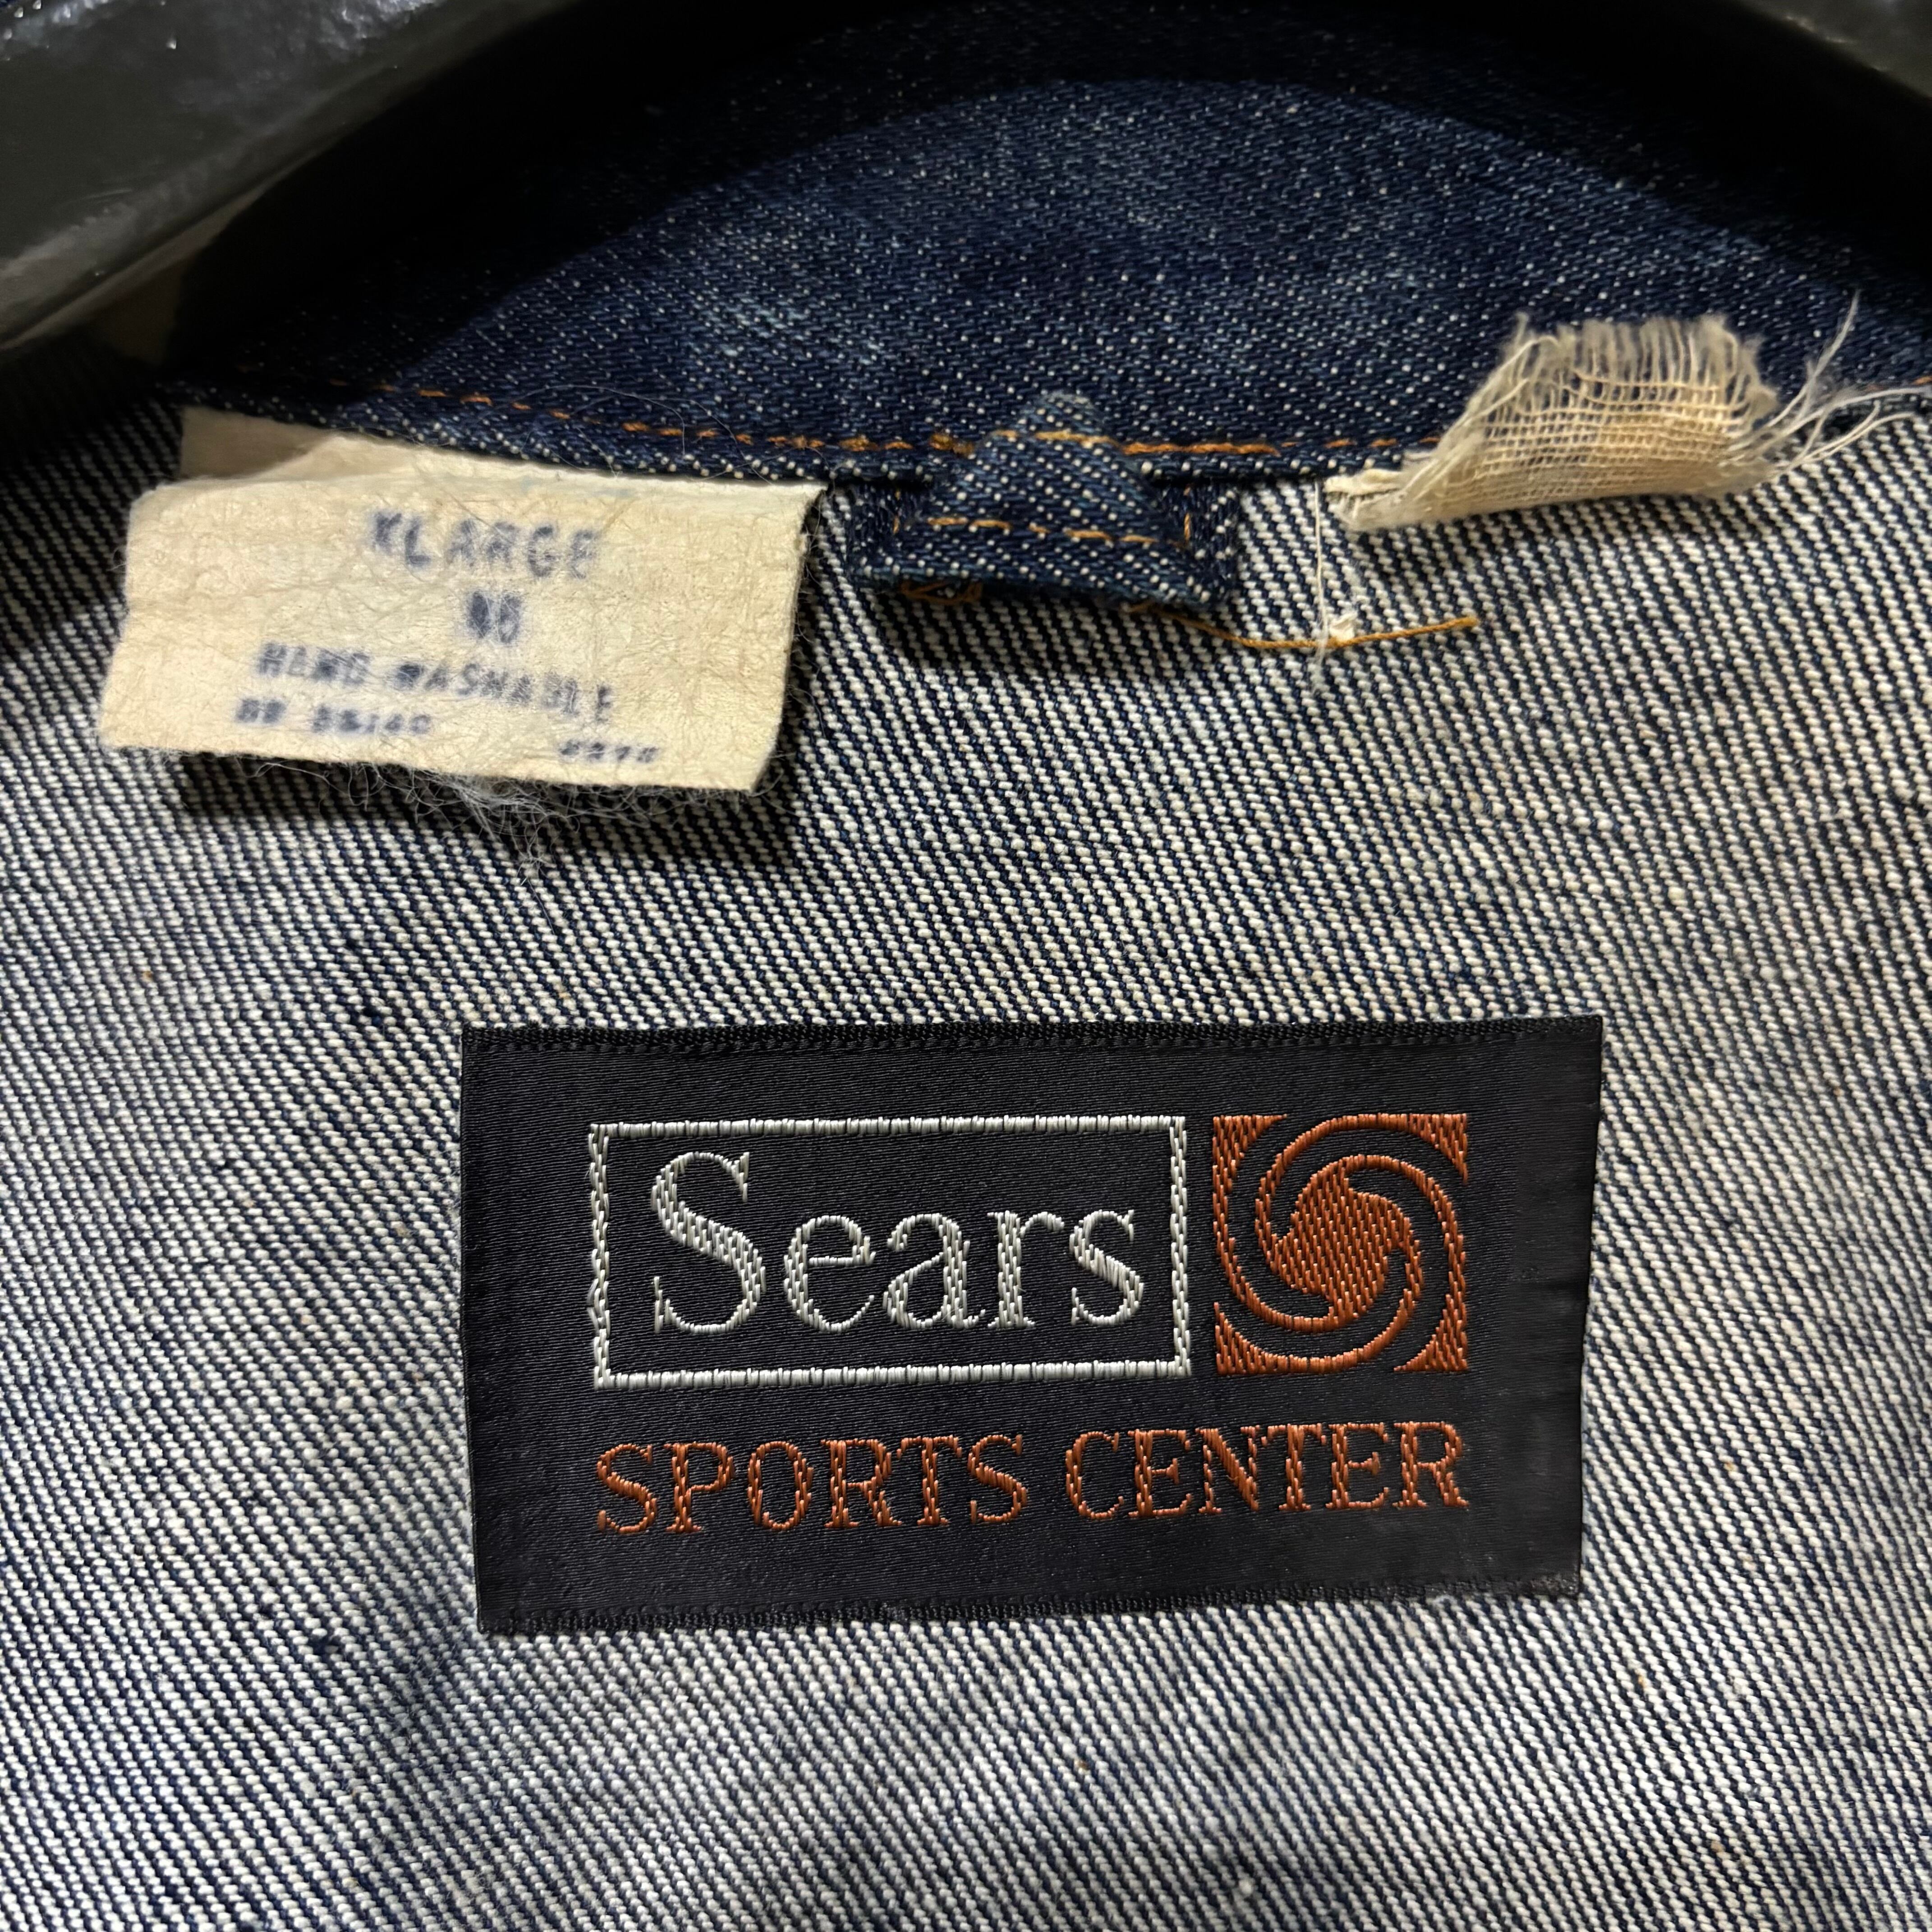 XLARGE
HAND WASHABLE
Sears
SPORTS CENTER